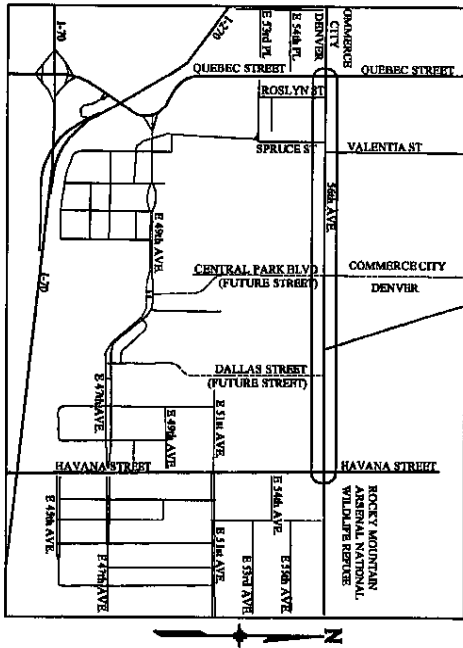 I-70
I-270
E 53rd PL
E 54th PL
DENVER
COMMERCE
CITY
QUEBEC STREET
QUEBEC STREET
ROSLYN ST
SPRUCE ST
VALENTIA ST
56th AVE.
E 49th AVE.
CENTRAL PARK BLVD
(FUTURE STREET)
COMMERCE CITY
DENVER
I-70
DALLAS STREET
(FUTURE STREET)
E 47th AVE.
E 49th AVE.
E 51st AVE.
HAVANA STREET
HAVANA STREET
E 45th AVE.
E 47th AVE.
E 51st AVE.
E 53rd AVE.
E 54th AVE.
E 55th AVE.
ROCKY MOUNTAIN
ARSENAL NATIONAL
WILDLIFE REFUGE
N